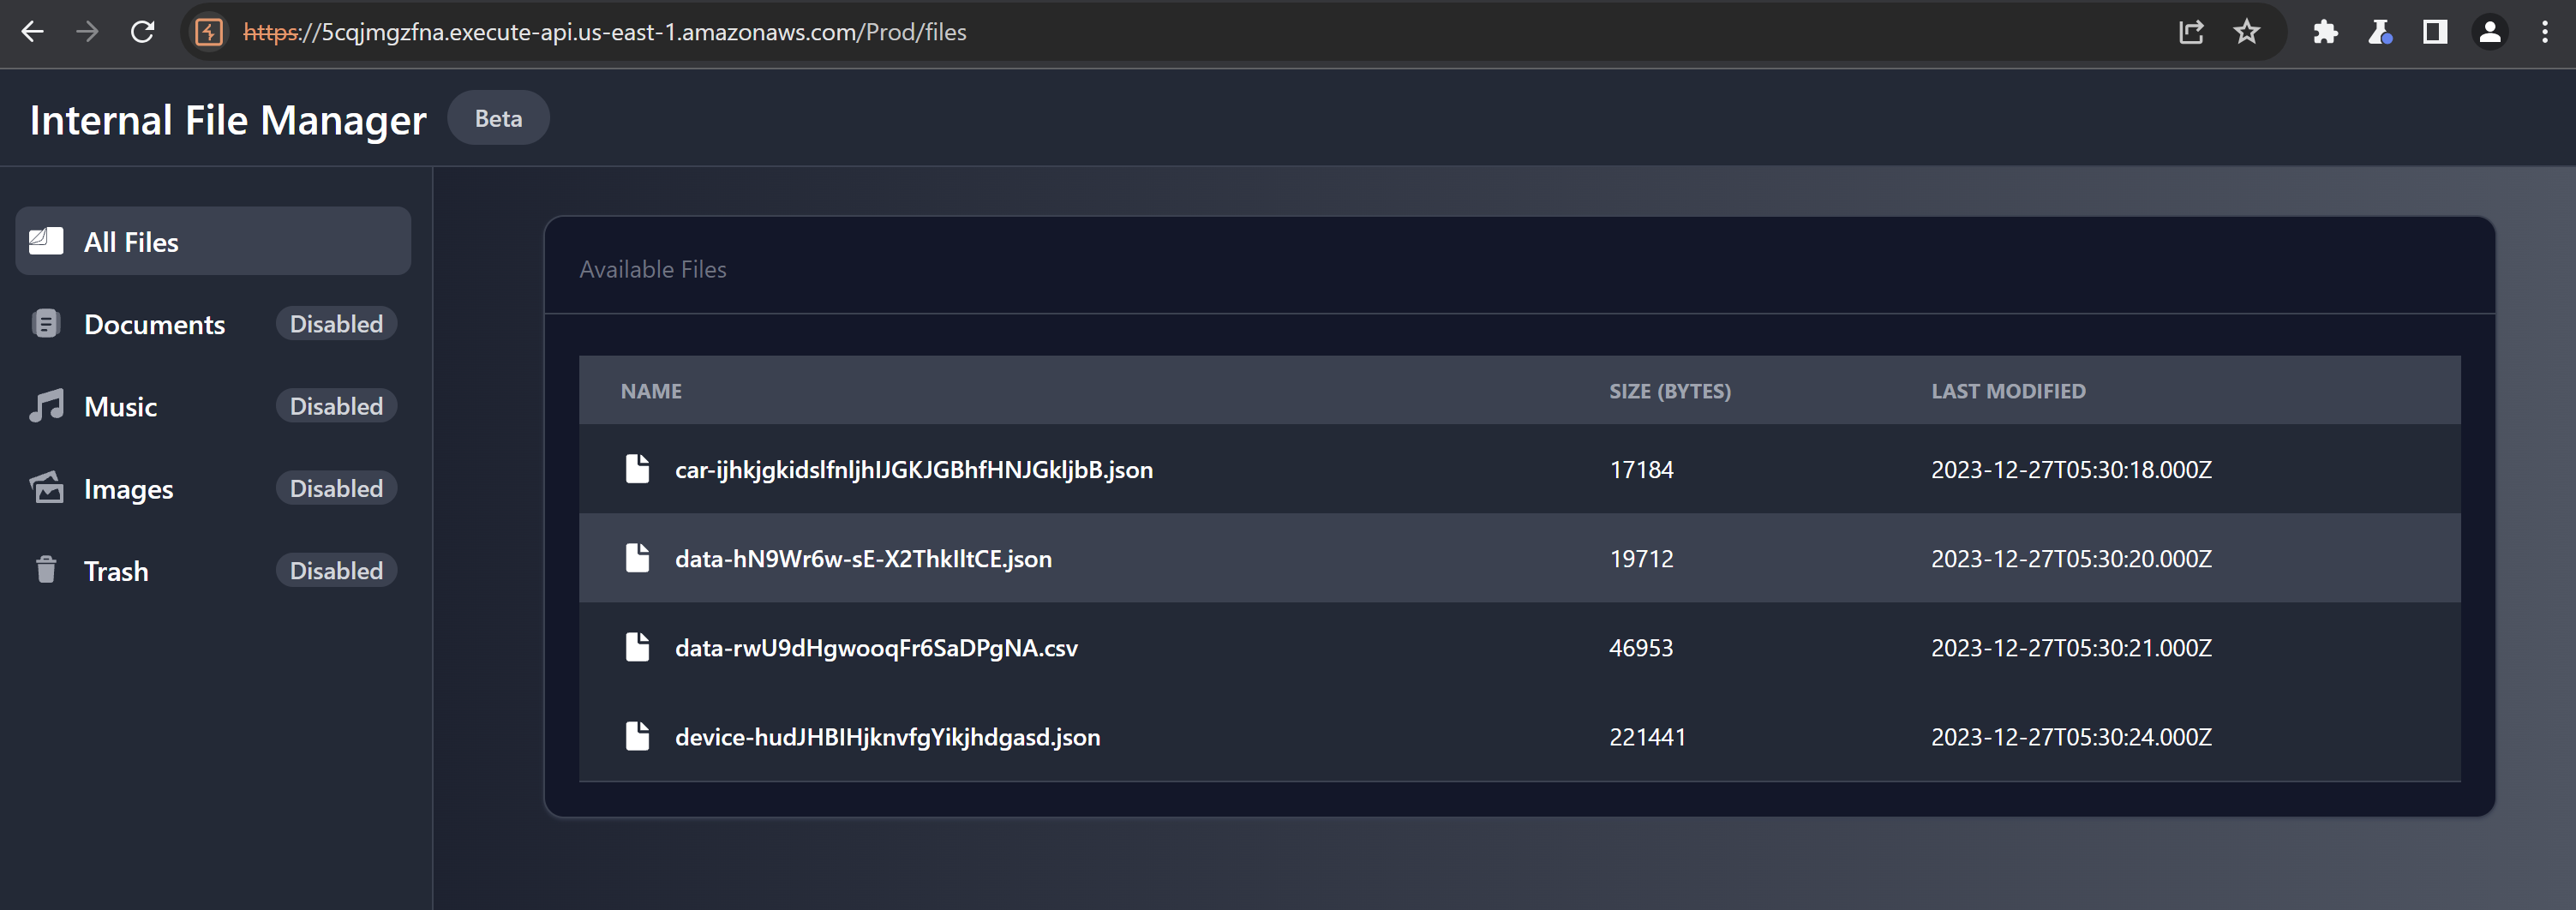 https://5cqjmgzfna.execute-api.us-east-1.amazonaws.com/Prod/files
Internal File Manager Beta
All Files
Documents Disabled
Music Disabled
Images Disabled
Trash Disabled
Available Files
NAME SIZE (BYTES) LAST MODIFIED
car-ijhkjgkidslfnljhIJGKJGBhfHNJGkljbB.json 17184 2023-12-27T05:30:18.000Z
data-hN9Wr6w-sE-X2ThkIltCE.json 19712 2023-12-27T05:30:20.000Z
data-rwU9dHgwooqFr6SaDPgNA.csv 46953 2023-12-27T05:30:21.000Z
device-hudJHBIHjknvfgYikjhdgasd.json 221441 2023-12-27T05:30:24.000Z